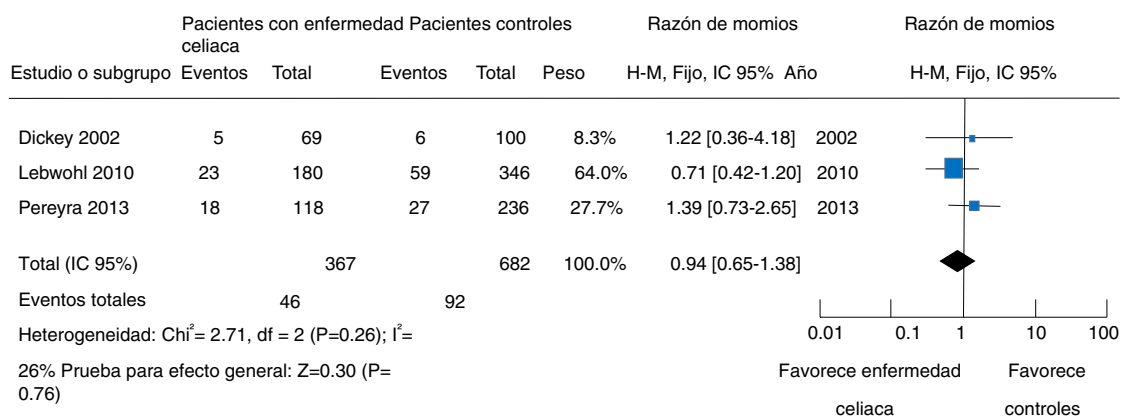 Pacientes con enfermedad Pacientes controles Razón de momios Razón de momios
celiaca
Estudio o subgrupo Eventos Total Eventos Total Peso H-M, Fijo, IC 95% Año H-M, Fijo, IC 95%
Dickey 2002 5 69 6 100 8.3% 1.22 [0.36-4.18] 2002
Lebwohl 2010 23 180 59 346 64.0% 0.71 [0.42-1.20] 2010
Pereyra 2013 18 118 27 236 27.7% 1.39 [0.73-2.65] 2013
Total (IC 95%) 367 682 100.0% 0.94 [0.65-1.38]
Eventos totales 46 92
Heterogeneidad: Chi²= 2.71, df = 2 (P=0.26); I²=
26% Prueba para efecto general: Z=0.30 (P=
0.76)
0.01 0.1 1 10 100
Favorece enfermedad Favorece
celiaca controles